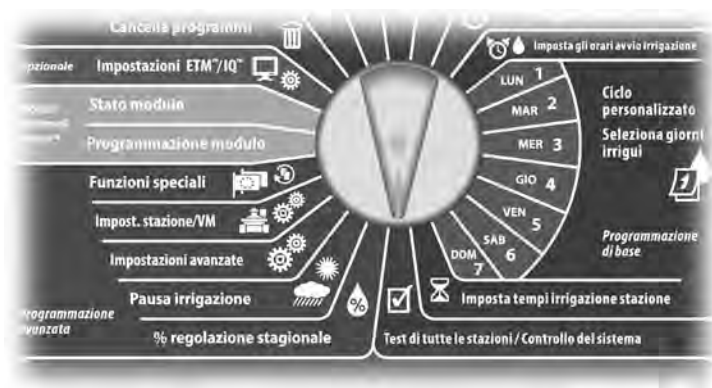 Cancella programmi
Impostazioni ETM™/IQ™
Stato modulo
Programmazione modulo
Funzioni speciali
Impost. stazione/VM
Impostazioni avanzate
Pausa irrigazione
% regolazione stagionale
Imposta gli orari avvio irrigazione
LUN 1
MAR 2
MER 3
GIO 4
VEN 5
SAB 6
DOM 7
Ciclo
personalizzato
Seleziona giorni
irrigui
1
Programmazione
di base
Imposta tempi irrigazione stazione
%
Test di tutte le stazioni / Controllo del sistema